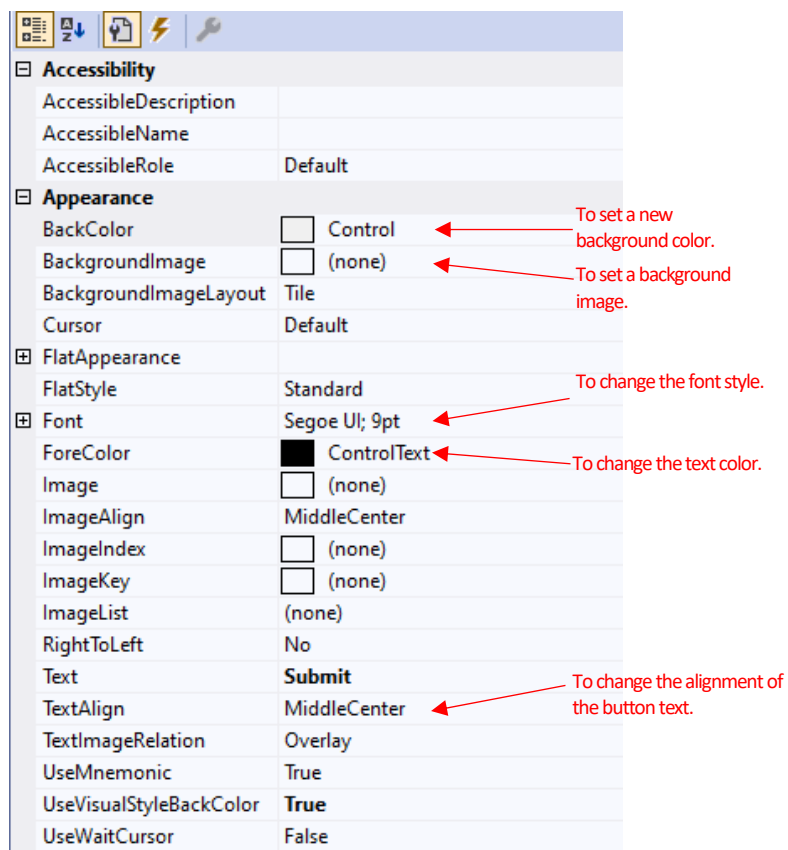 Accessibility
AccessibleDescription
AccessibleName
AccessibleRole Default
Appearance
BackColor Control
To set a new
background color.
BackgroundImage (none)
To set a background
image.
BackgroundImageLayout Tile
Cursor Default
FlatAppearance
FlatStyle Standard
To change the font style.
Font Segoe UI; 9pt
ForeColor ControlText
To change the text color.
Image (none)
ImageAlign MiddleCenter
ImageIndex (none)
ImageKey (none)
ImageList (none)
RightToLeft No
Text Submit
To change the alignment of
the button text.
TextAlign MiddleCenter
TextImageRelation Overlay
UseMnemonic True
UseVisualStyleBackColor True
UseWaitCursor False